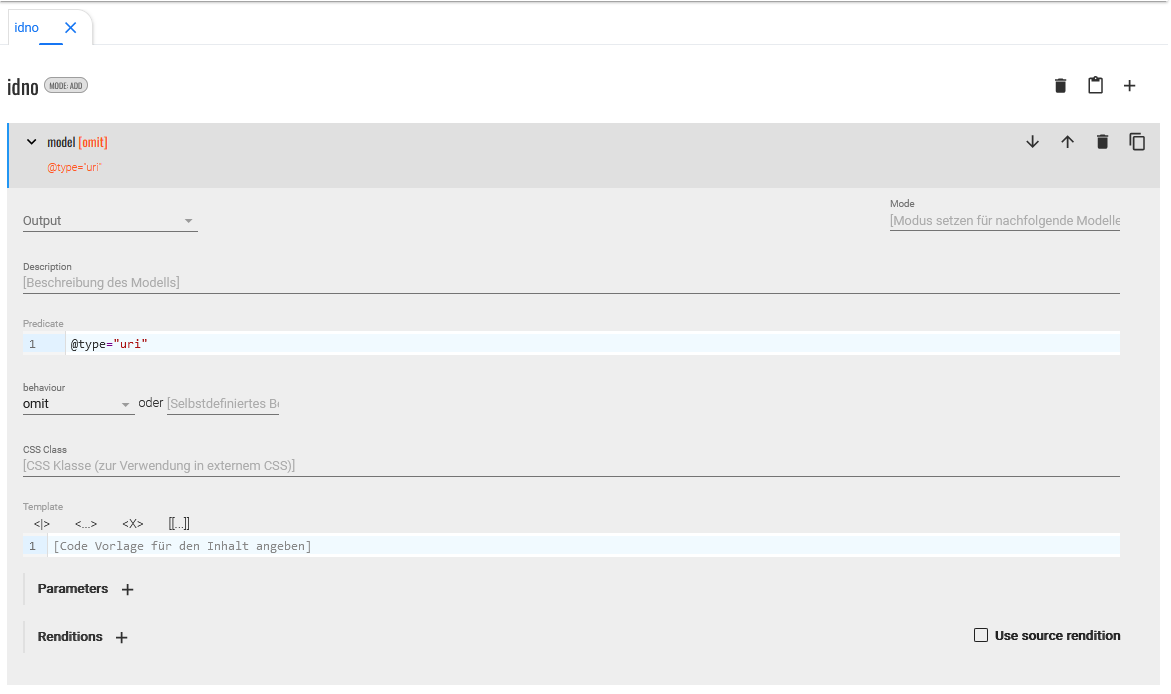 idno
idno MODE: ADD
model [omit]
@type="uri"
Output
Mode
[Modus setzen für nachfolgende Modelle
Description
[Beschreibung des Modells]
Predicate
1 @type="uri"
behaviour
omit oder [Selbstdefiniertes Be
CSS Class
[CSS Klasse (zur Verwendung in externem CSS)]
Template
<|> <...> <X> [[...]]
1 [Code Vorlage für den Inhalt angeben]
Parameters
Renditions Use source rendition